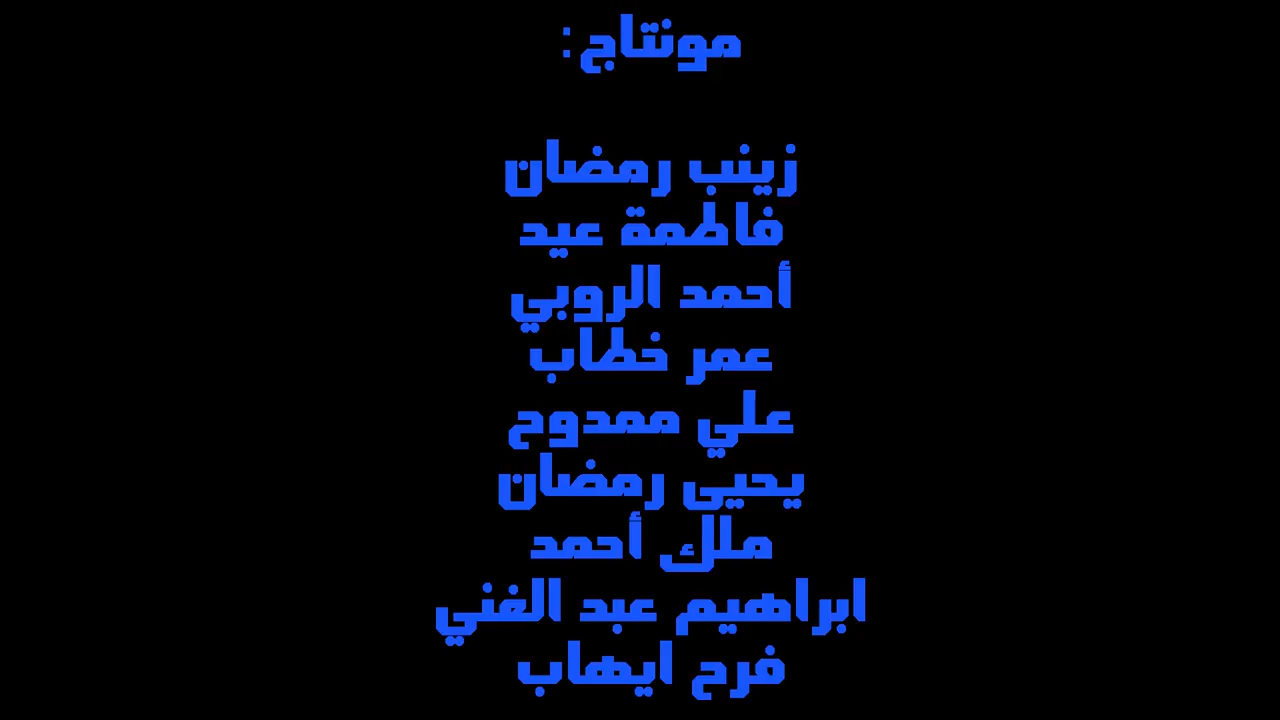 مونتاج:
زينب رمضان
فاطمة عيد
أحمد الروبي
عمر خطاب
علي ممدوح
يحيى رمضان
ملك أحمد
ابراهيم عبد الغني
فرح ايهاب